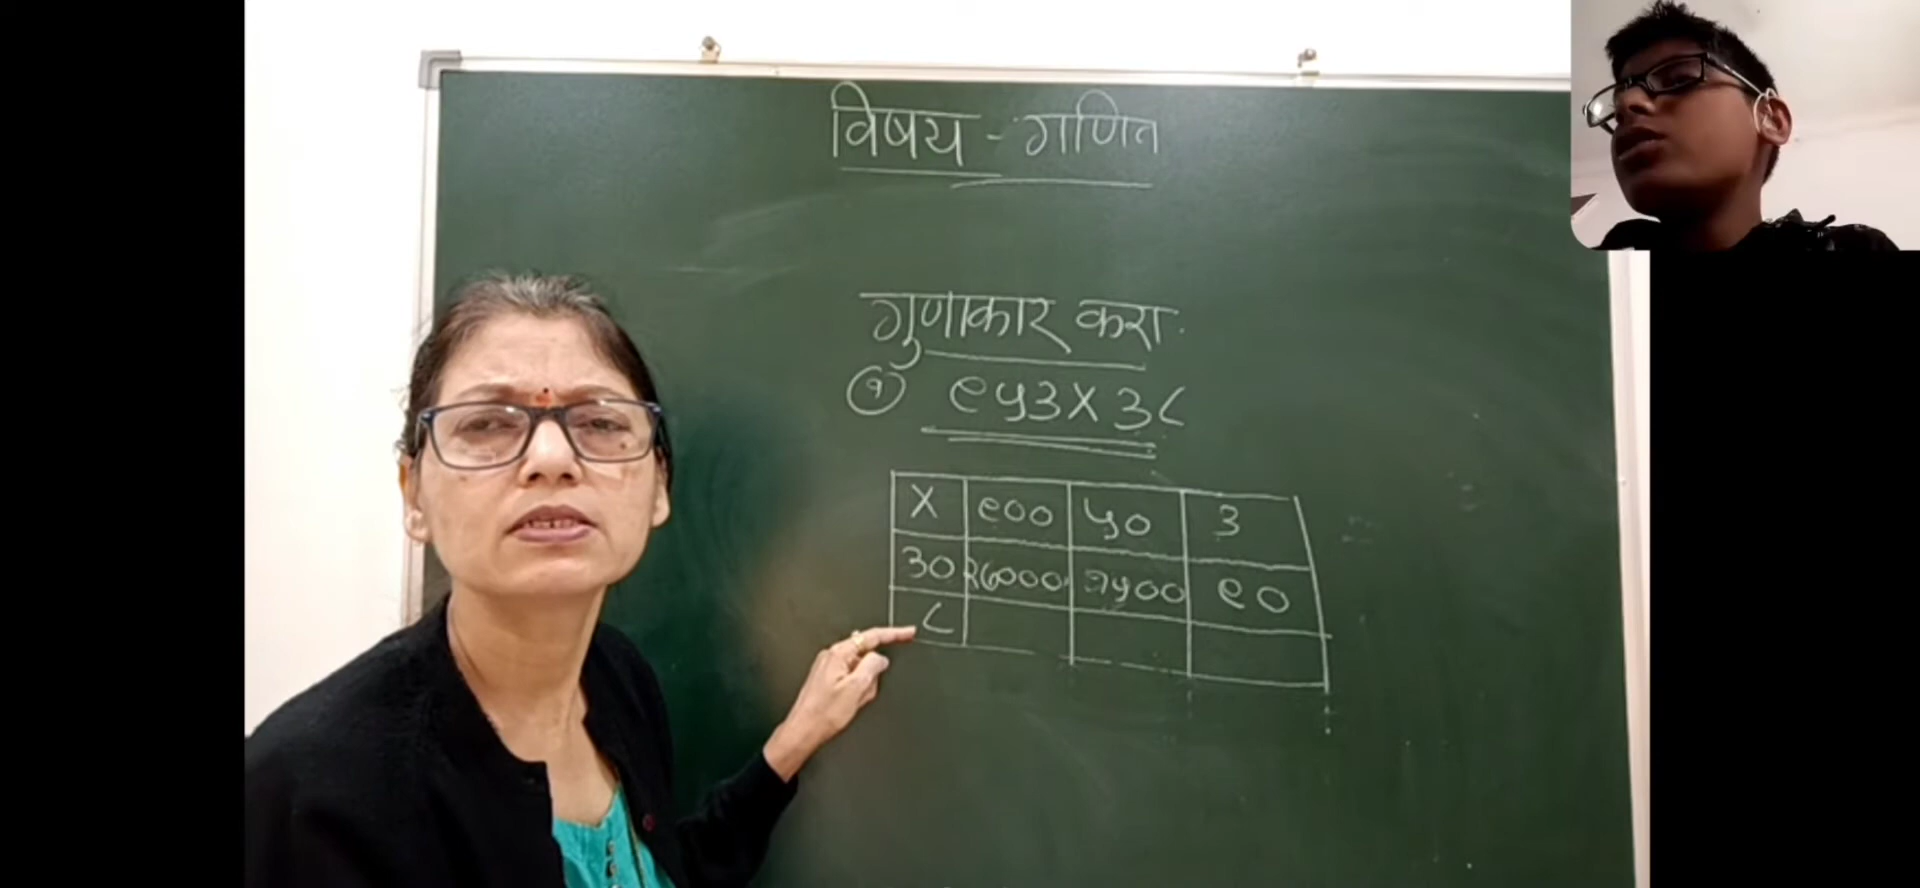 विषय - गणित
गुणाकार करा.
१ ९५३ X ३८
X ९०० ५० ३
३० २७००० १५०० ९०
८